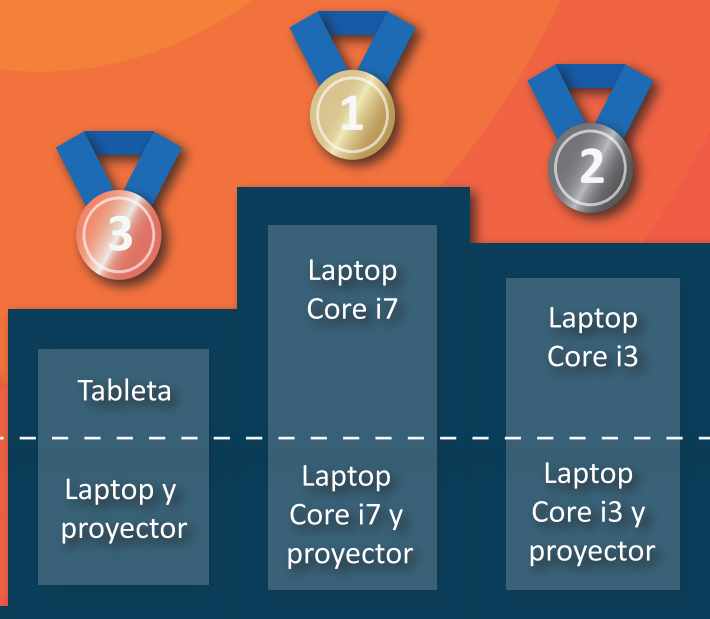 1
2
3
Laptop
Core i7
Laptop
Core i3
Tableta
Laptop y
proyector
Laptop
Core i7 y
proyector
Laptop
Core i3 y
proyector